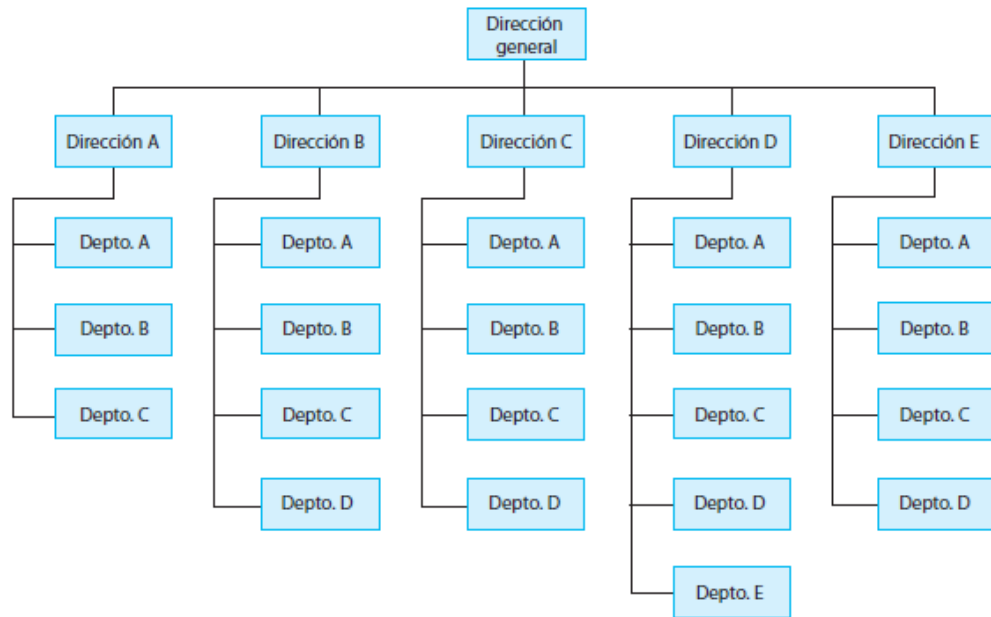 Dirección
general
Dirección A
Dirección B
Dirección C
Dirección D
Dirección E
Depto. A
Depto. A
Depto. A
Depto. A
Depto. A
Depto. B
Depto. B
Depto. B
Depto. B
Depto. B
Depto. C
Depto. C
Depto. C
Depto. C
Depto. C
Depto. D
Depto. D
Depto. D
Depto. D
Depto. E